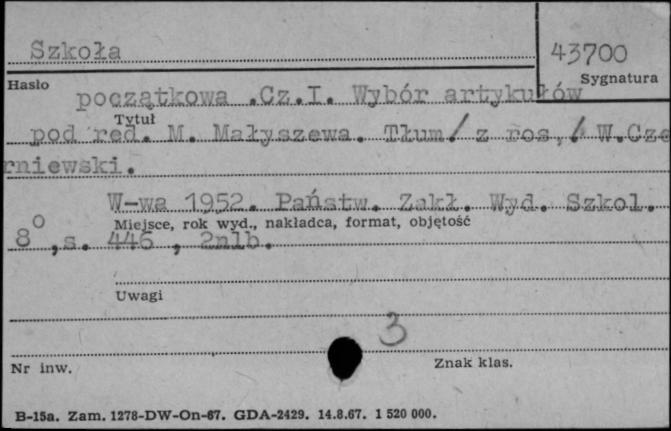 Szkoła
43700
Hasło
Sygnatura
początkowa .Cz.I. Wybór artykułów
Tytuł
pod red. M. Małyszewa. Tłum/ z ros,/ W.Cze
rniewski.
W-wa 1952. Państw. Zakł. Wyd. Szkol.
Miejsce, rok wyd., nakładca, format, objętość
8⁰,s. 446 , 2nlb.
Uwagi
3
Nr inw.
Znak klas.
B-15a. Zam. 1278-DW-On-67. GDA-2429. 14.8.67. 1 520 000.